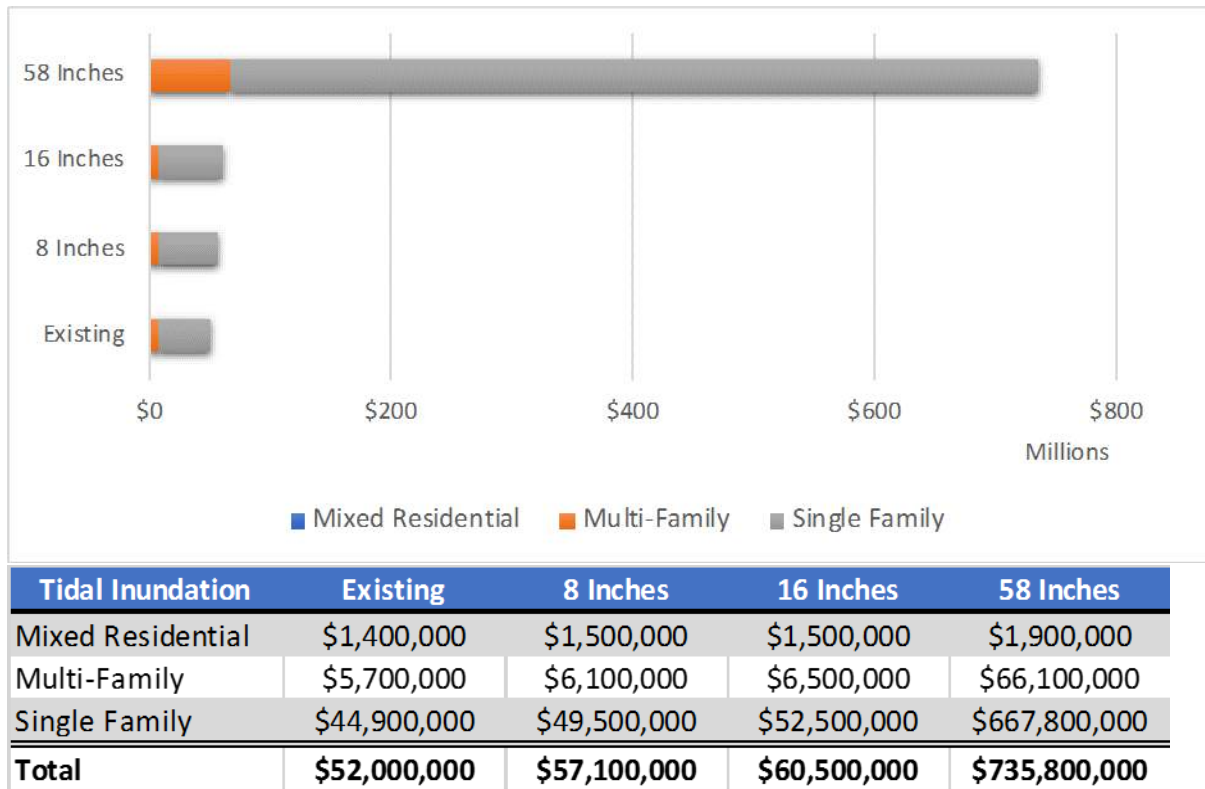 58 Inches
16 Inches
8 Inches
Existing
$0 $200 $400 $600 $800
Millions
Mixed Residential Multi-Family Single Family
Tidal Inundation Existing 8 Inches 16 Inches 58 Inches
Mixed Residential $1,400,000 $1,500,000 $1,500,000 $1,900,000
Multi-Family $5,700,000 $6,100,000 $6,500,000 $66,100,000
Single Family $44,900,000 $49,500,000 $52,500,000 $667,800,000
Total $52,000,000 $57,100,000 $60,500,000 $735,800,000